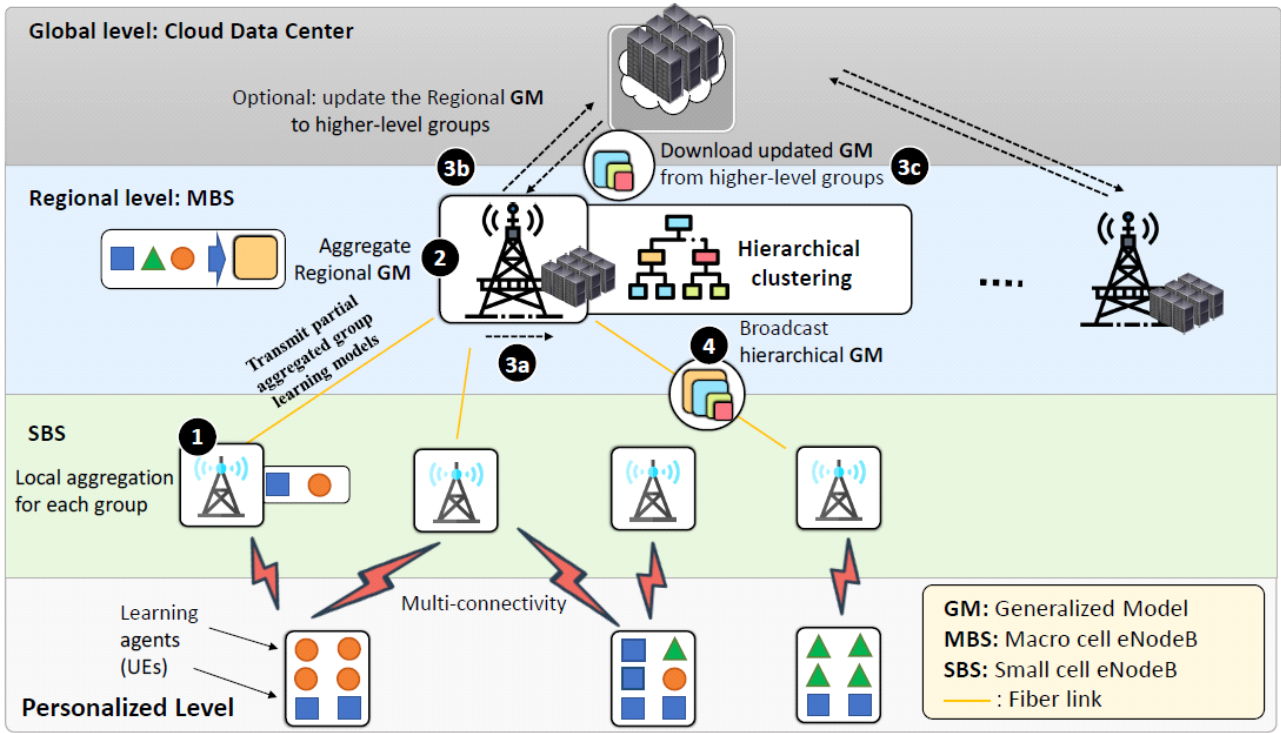 Global level: Cloud Data Center
Optional: update the Regional GM
to higher-level groups
3b
Download updated GM
from higher-level groups
3c
Regional level: MBS
Aggregate
Regional GM
2
Hierarchical
clustering
Transmit partial
aggregated group
learning models
3a
4
Broadcast
hierarchical GM
SBS
1
Local aggregation
for each group
Multi-connectivity
Learning
agents
(UEs)
Personalized Level
GM: Generalized Model
MBS: Macro cell eNodeB
SBS: Small cell eNodeB
: Fiber link